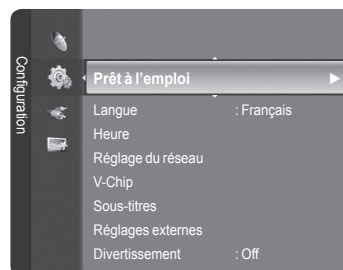 Configuration
Prêt à l'emploi
Langue : Français
Heure
Réglage du réseau
V-Chip
Sous-titres
Réglages externes
Divertissement : Off